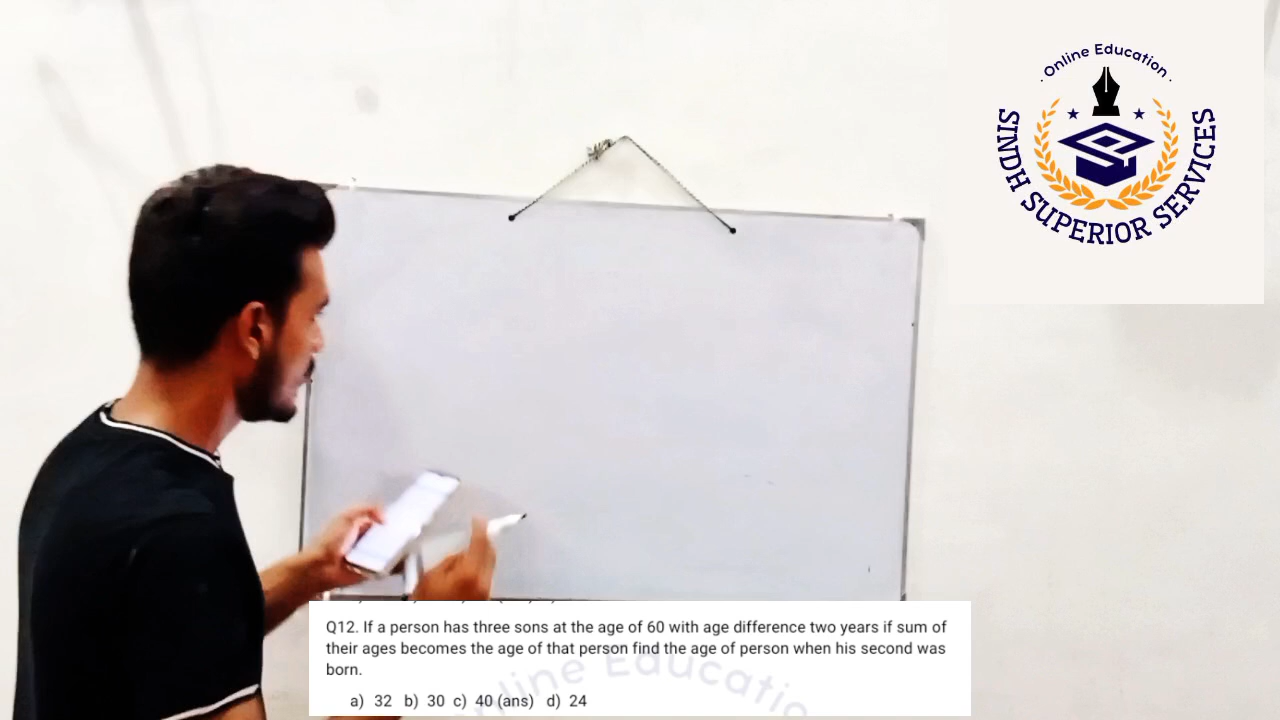 · Online Education ·
SINDH SUPERIOR SERVICES
Q12. If a person has three sons at the age of 60 with age difference two years if sum of
their ages becomes the age of that person find the age of person when his second was
born.
a) 32 b) 30 c) 40 (ans) d) 24
nline Educatio